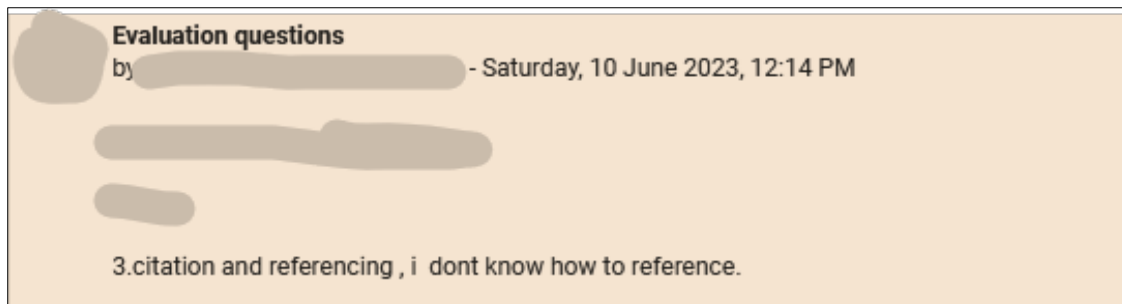 Evaluation questions
by - Saturday, 10 June 2023, 12:14 PM
3.citation and referencing , i dont know how to reference.